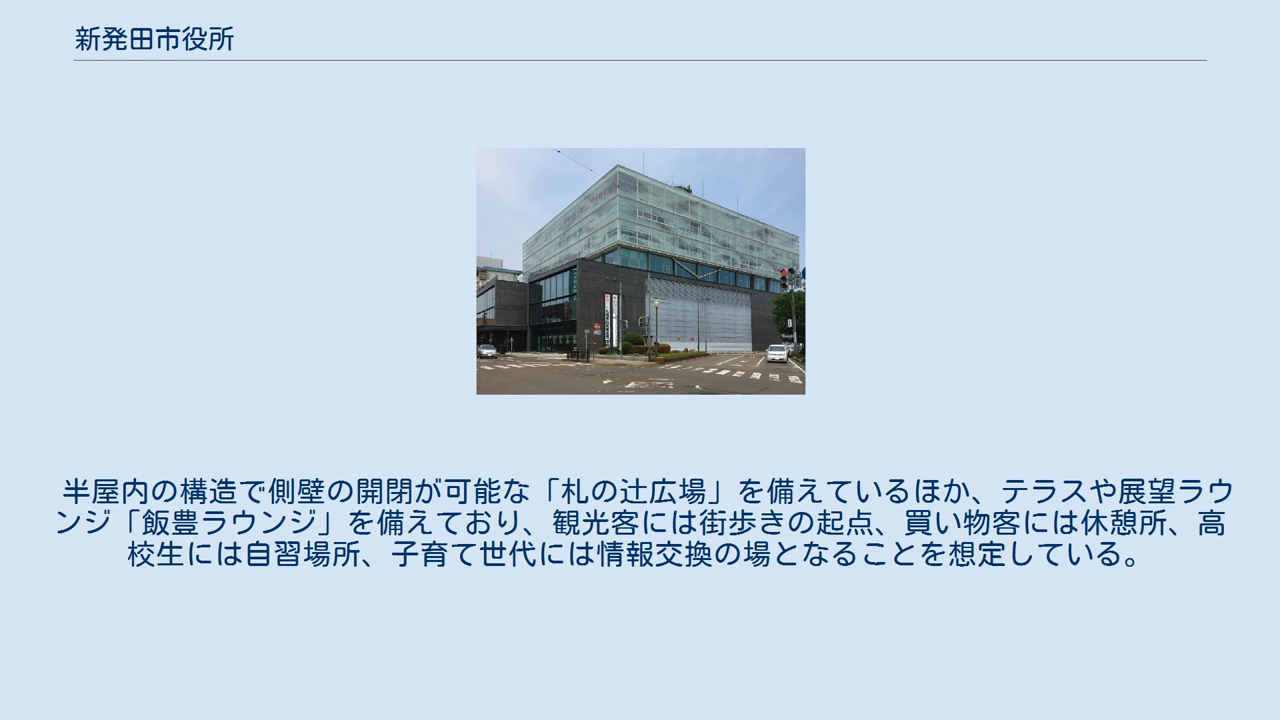 新発田市役所
半屋内の構造で側壁の開閉が可能な「札の辻広場」を備えているほか、テラスや展望ラウ
ンジ「飯豊ラウンジ」を備えており、観光客には街歩きの起点、買い物客には休憩所、高
校生には自習場所、子育て世代には情報交換の場となることを想定している。